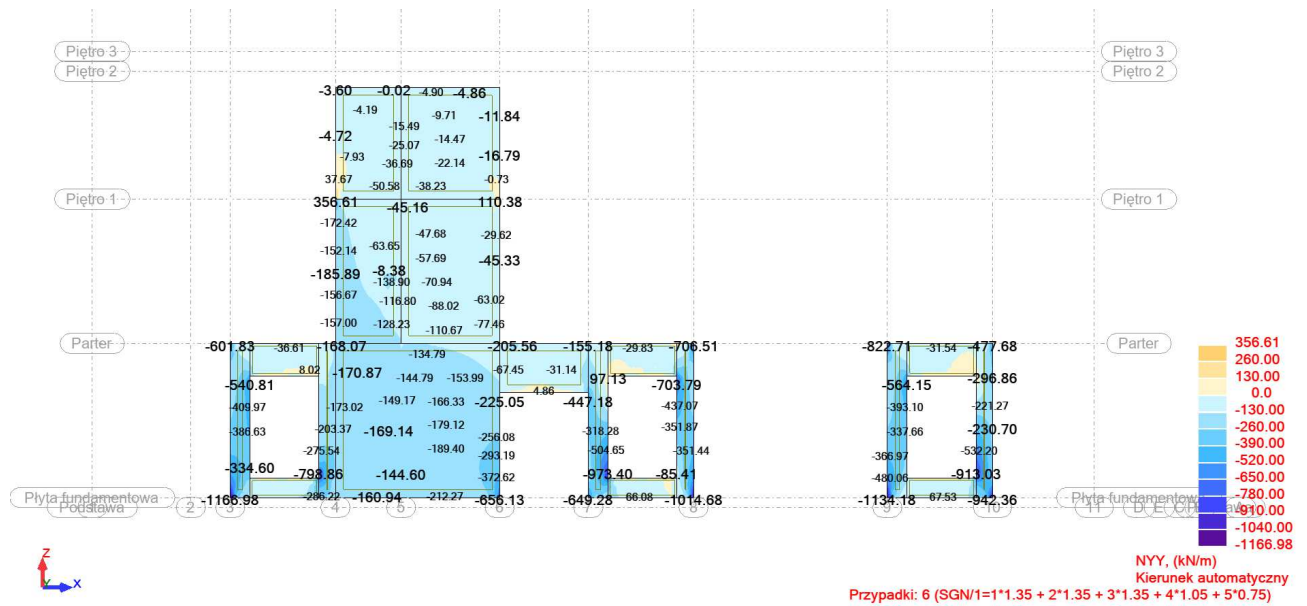 Piętro 3 Piętro 3
Piętro 2 Piętro 2
-3.60 -0.02 -4.90 -4.86
-4.19 -9.71 -11.84
-15.49
-4.72 -25.07 -14.47
-7.93 -36.69 -22.14 -16.79
37.67 -50.58 -38.23 -0.73
Piętro 1 356.61 -45.16 110.38 Piętro 1
-172.42 -47.68 -29.62
-152.14 -63.65 -57.69 -45.33
-185.89 -8.38
-138.90 -70.94
-156.67 -116.80 -88.02 -63.02
-157.00 -128.23 -110.67 -77.46
Parter -601.83 -36.61 -168.07 -134.79 -205.56 -155.18 -29.83 -706.51 -822.71 -31.54 -477.68 Parter
8.02 -170.87 -144.79 -153.99 -67.45 -31.14 97.13 -296.86
-540.81 4.86 -703.79 -564.15
-409.97 -173.02 -149.17 -166.33 -225.05 -447.18 -437.07 -393.10 -221.27
-386.63 -203.37 -169.14 -179.12 -256.08 -318.28 -351.87 -337.66 -230.70
-275.54 -189.40 -293.19 -504.65 -351.44 -366.97 -532.20
-334.60 -798.86 -144.60 -372.62 -973.40 -85.41 -480.06 -913.03
Płyta fundamentowa -1166.98 -286.22 -160.94 -212.27 -656.13 -649.28 66.08 -1014.68 -1134.18 67.53 -942.36 Płyta fundamentowa
Podstawa 2 3 4 5 6 7 8 9 10 11 D E
356.61
260.00
130.00
0.0
-130.00
-260.00
-390.00
-520.00
-650.00
-780.00
-910.00
-1040.00
-1166.98
Z
Y X
NYY, (kN/m)
Kierunek automatyczny
Przypadki: 6 (SGN/1=1*1.35 + 2*1.35 + 3*1.35 + 4*1.05 + 5*0.75)